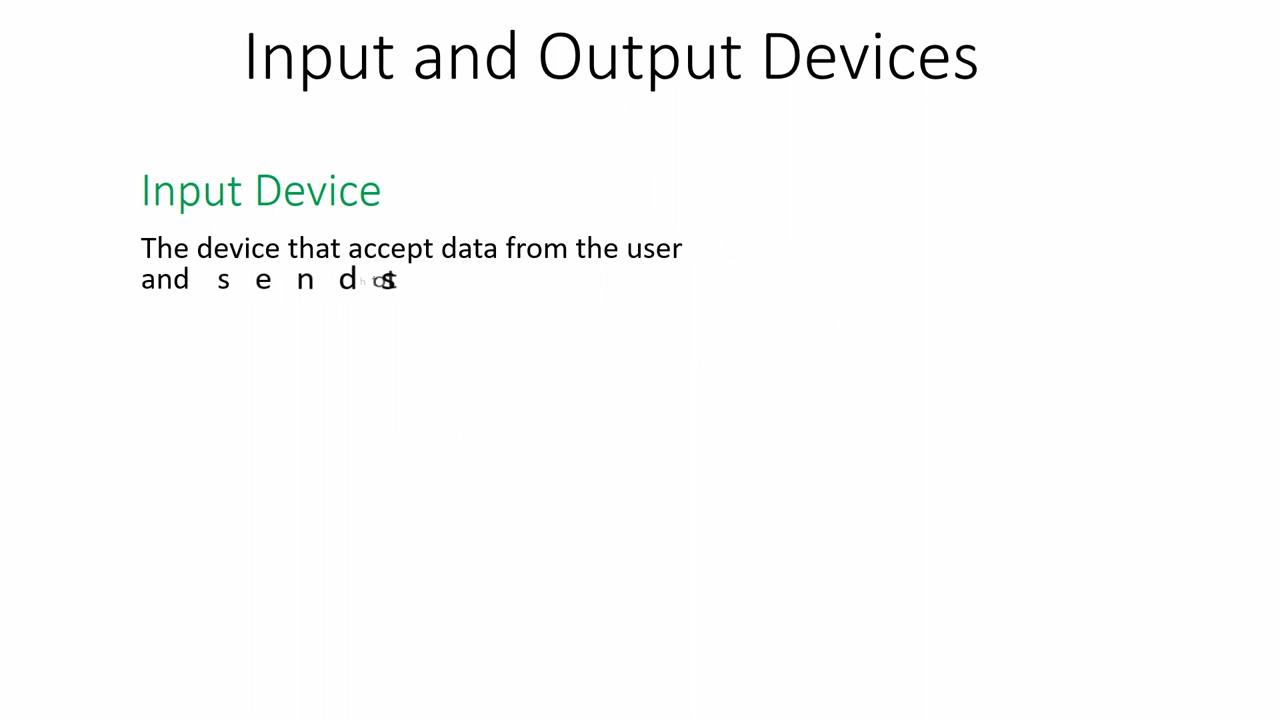 Input and Output Devices
Input Device
The device that accept data from the user
and sends